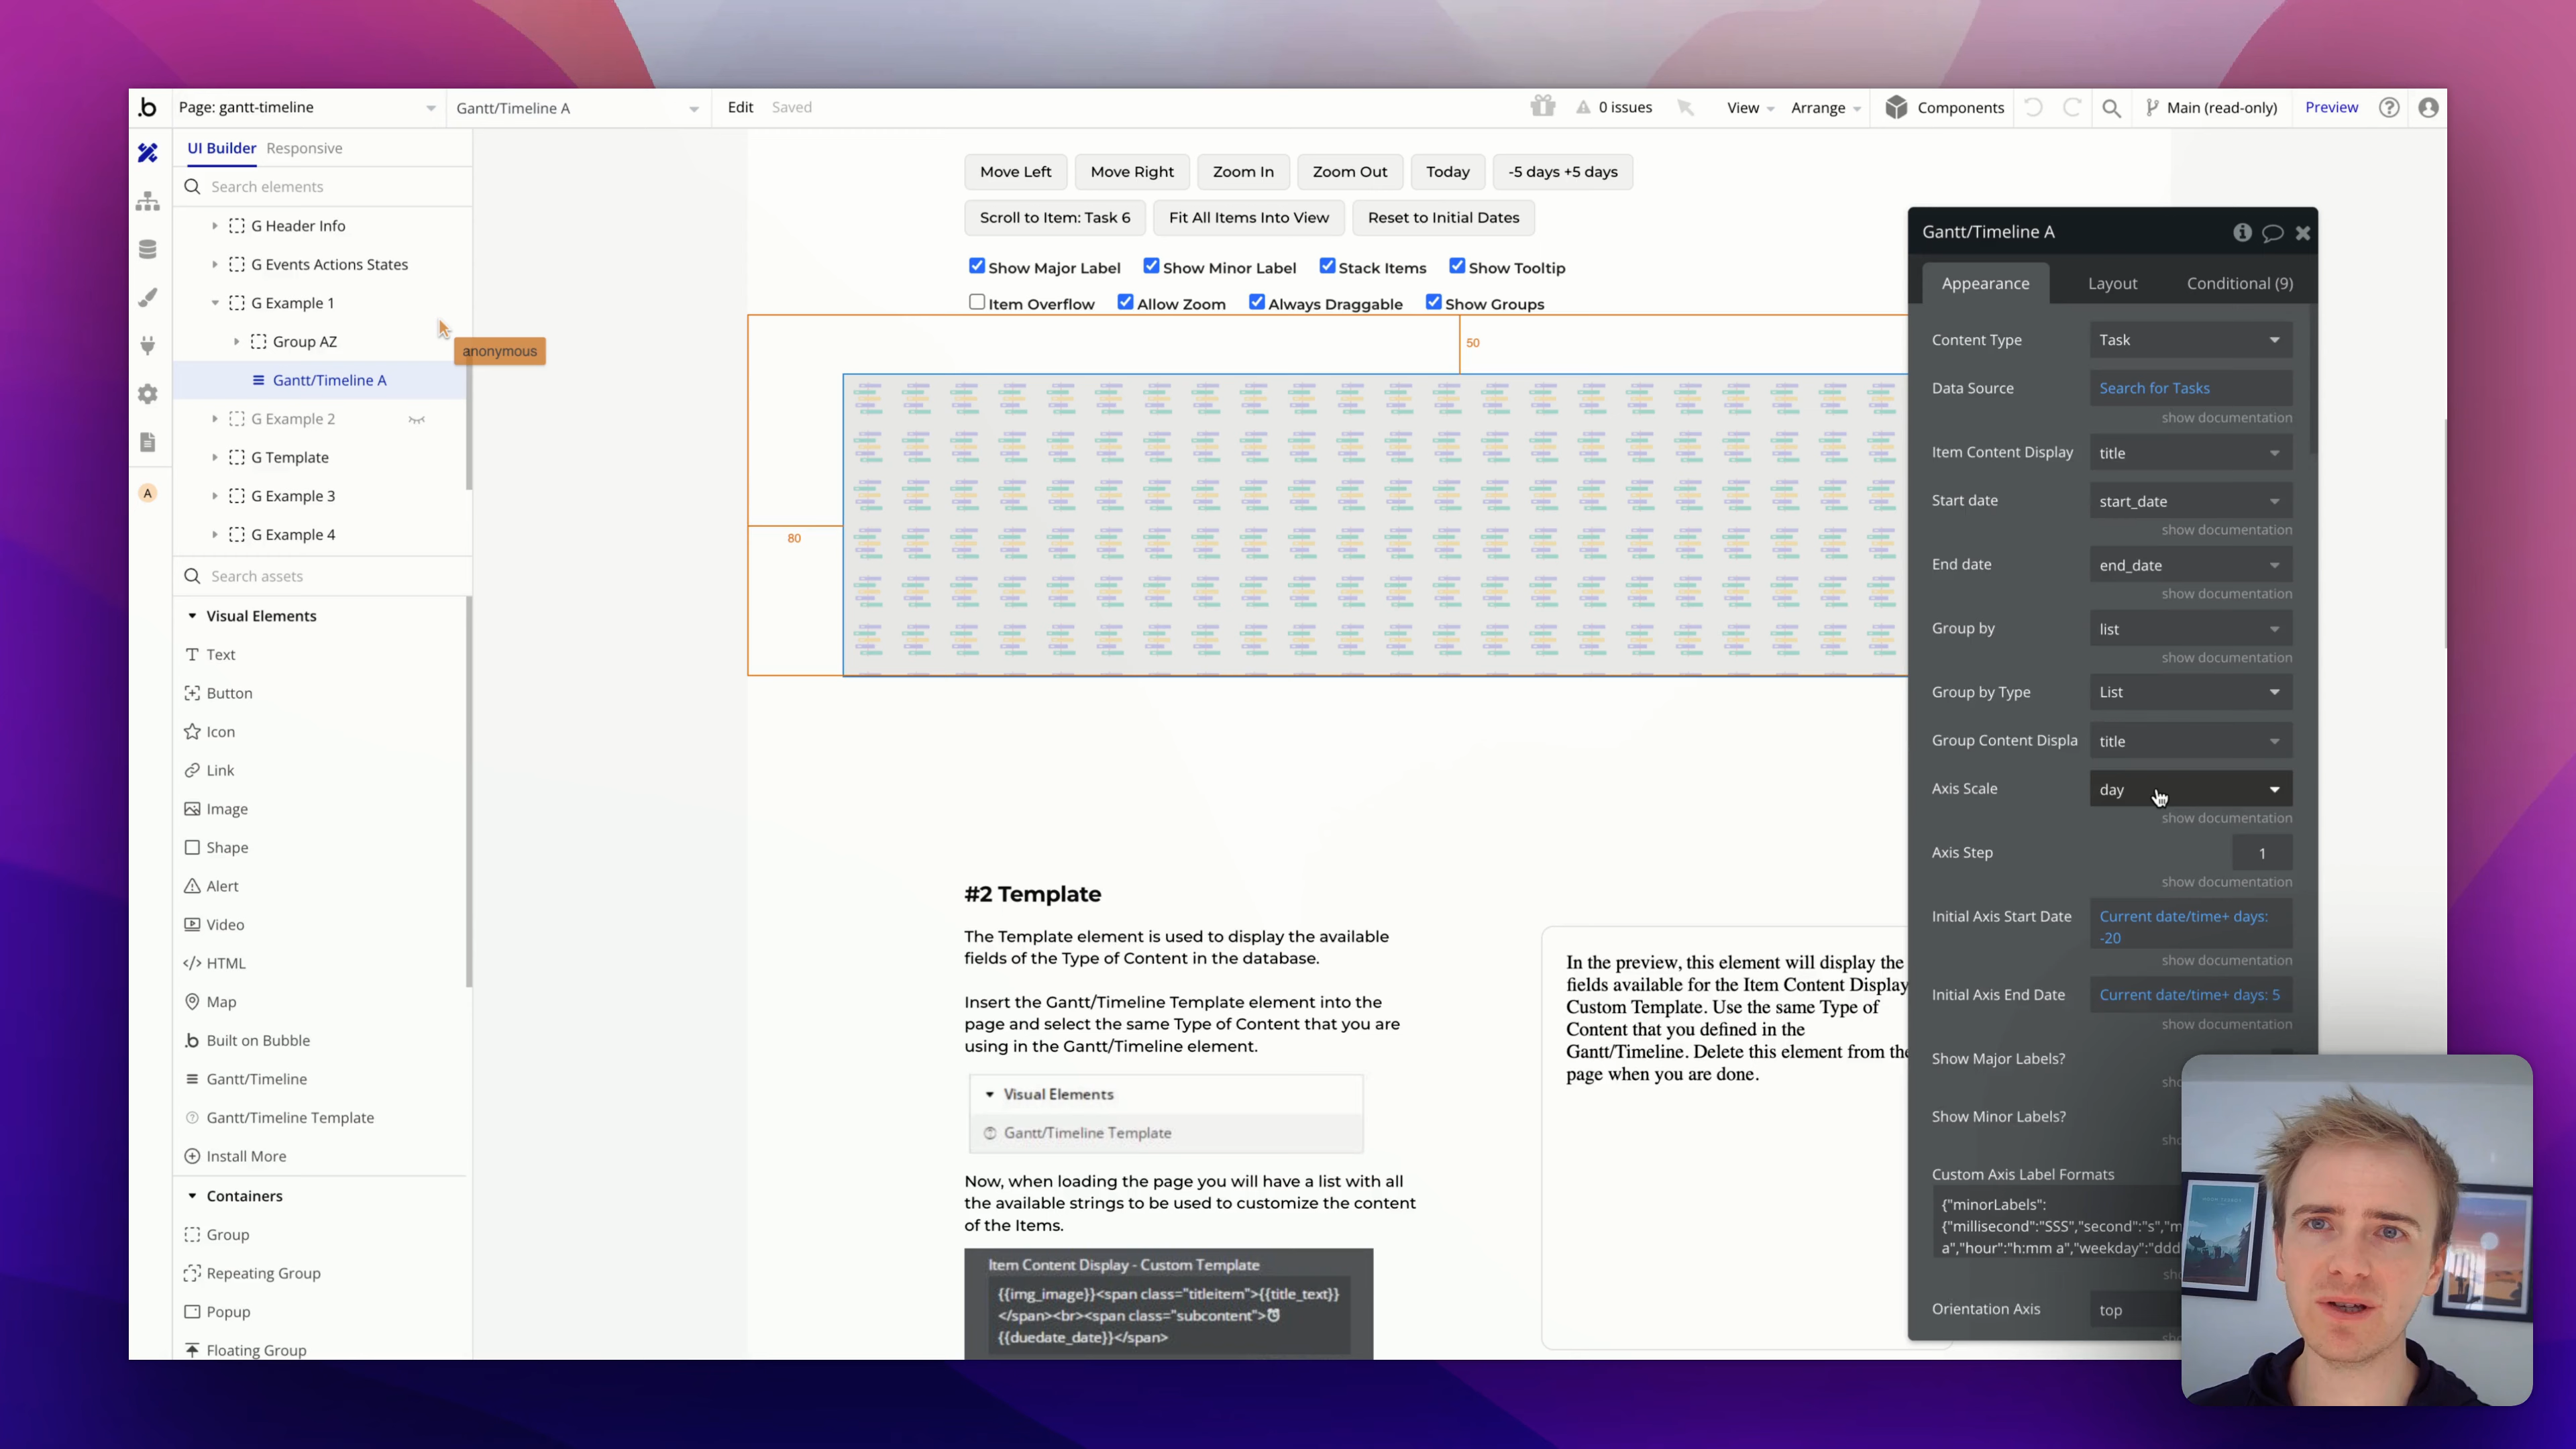 Page: gantt-timeline
Gantt/Timeline A
Edit
Saved
0 issues
View
Arrange
Components
Main (read-only)
Preview
UI Builder
Responsive
Search elements
G Header Info
G Events Actions States
G Example 1
Group AZ
Gantt/Timeline A
G Example 2
G Template
G Example 3
G Example 4
anonymous
A
Search assets
Visual Elements
Text
Button
Icon
Link
Image
Shape
Alert
Video
HTML
Map
Built on Bubble
Gantt/Timeline
Gantt/Timeline Template
Install More
Containers
Group
Repeating Group
Popup
Floating Group
Move Left
Move Right
Zoom In
Zoom Out
Today
-5 days +5 days
Scroll to Item: Task 6
Fit All Items Into View
Reset to Initial Dates
Show Major Label
Show Minor Label
Stack Items
Show Tooltip
Item Overflow
Allow Zoom
Always Draggable
Show Groups
50
80
#2 Template
The Template element is used to display the available
fields of the Type of Content in the database.
Insert the Gantt/Timeline Template element into the
page and select the same Type of Content that you are
using in the Gantt/Timeline element.
Visual Elements
Gantt/Timeline Template
Now, when loading the page you will have a list with all
the available strings to be used to customize the content
of the Items.
Item Content Display - Custom Template
{{img_image}}<span class="titleitem">{{title_text}}
</span><br><span class="subcontent">⏰
{{duedate_date}}</span>
In the preview, this element will display the
fields available for the Item Content Display
Custom Template. Use the same Type of
Content that you defined in the
Gantt/Timeline. Delete this element from the
page when you are done.
Gantt/Timeline A
Appearance
Layout
Conditional (9)
Content Type
Task
Data Source
Search for Tasks
show documentation
Item Content Display
title
Start date
start_date
show documentation
End date
end_date
show documentation
Group by
list
show documentation
Group by Type
List
Group Content Displa
title
Axis Scale
day
show documentation
Axis Step
1
show documentation
Initial Axis Start Date
Current date/time+ days:
-20
show documentation
Initial Axis End Date
Current date/time+ days: 5
show documentation
Show Major Labels?
Show Minor Labels?
Custom Axis Label Formats
{"minorLabels":
{"millisecond":"SSS","second":"s","m
a","hour":"h:mm a","weekday":"ddd
Orientation Axis
top